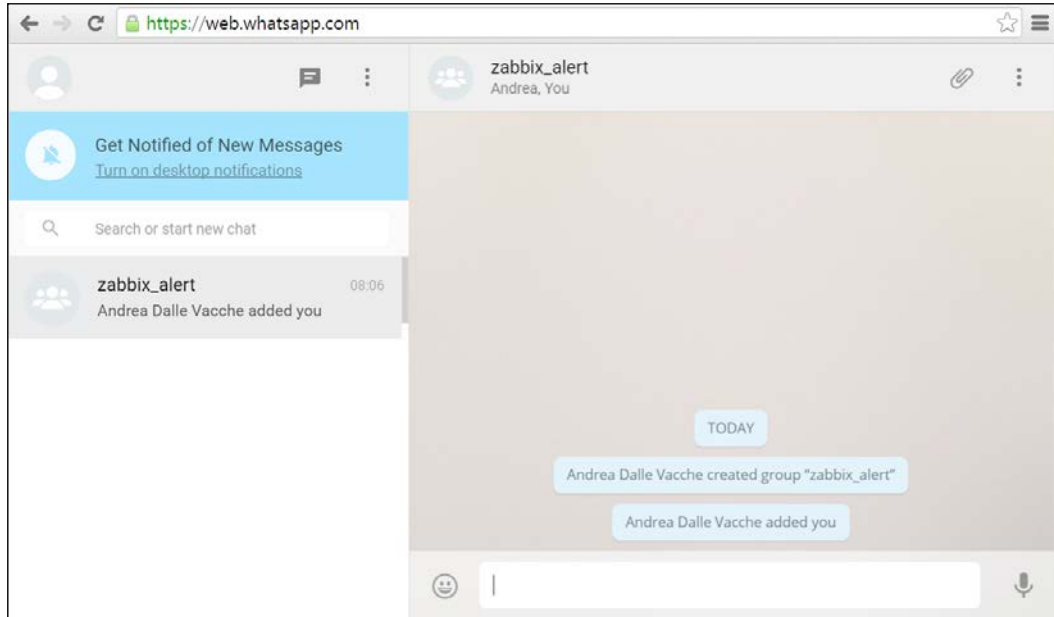 https://web.whatsapp.com
zabbix_alert
Andrea, You
Get Notified of New Messages
Turn on desktop notifications
Search or start new chat
zabbix_alert 08:06
Andrea Dalle Vacche added you
TODAY
Andrea Dalle Vacche created group “zabbix_alert”
Andrea Dalle Vacche added you